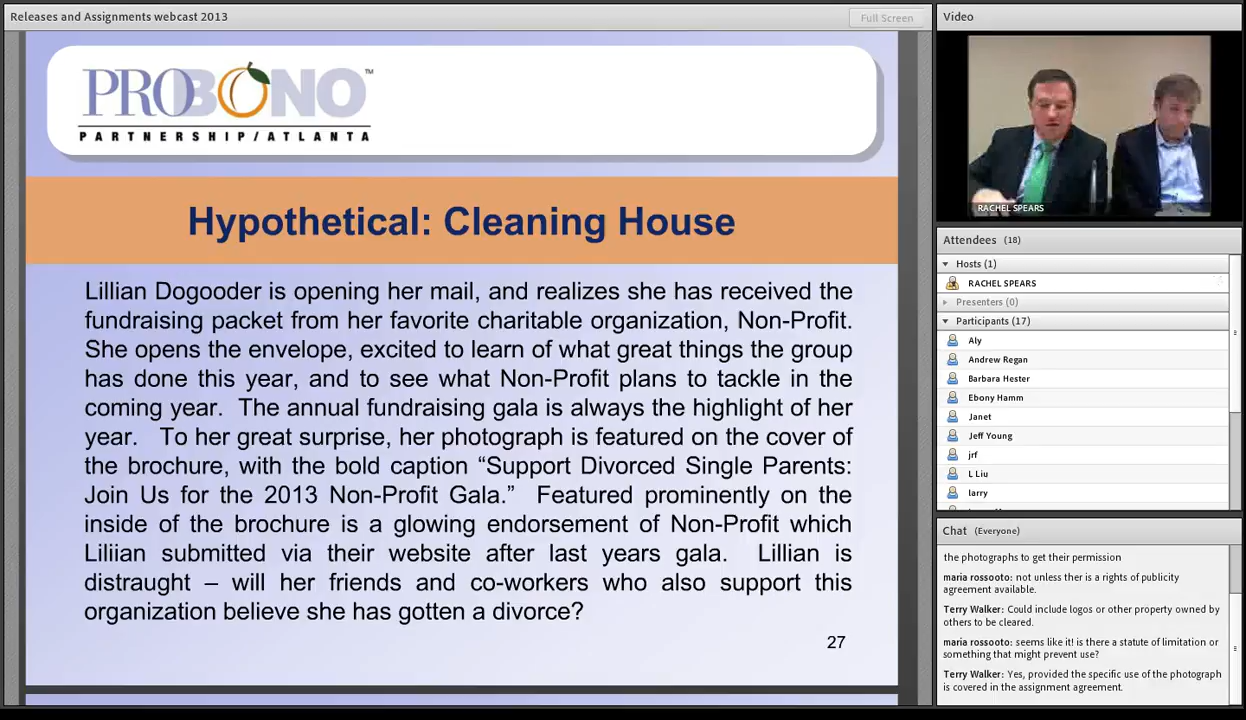 Releases and Assignments webcast 2013
Full Screen
PROBONO™
PARTNERSHIP/ATLANTA
Hypothetical: Cleaning House
Lillian Dogooder is opening her mail, and realizes she has received the
fundraising packet from her favorite charitable organization, Non-Profit.
She opens the envelope, excited to learn of what great things the group
has done this year, and to see what Non-Profit plans to tackle in the
coming year. The annual fundraising gala is always the highlight of her
year. To her great surprise, her photograph is featured on the cover of
the brochure, with the bold caption “Support Divorced Single Parents:
Join Us for the 2013 Non-Profit Gala.” Featured prominently on the
inside of the brochure is a glowing endorsement of Non-Profit which
Liliian submitted via their website after last years gala. Lillian is
distraught – will her friends and co-workers who also support this
organization believe she has gotten a divorce?
27
Video
RACHEL SPEARS
Attendees (18)
Hosts (1)
RACHEL SPEARS
Presenters (0)
Participants (17)
Aly
Andrew Regan
Barbara Hester
Ebony Hamm
Janet
Jeff Young
jrf
L Liu
larry
Chat (Everyone)
the photographs to get their permission
maria rossooto: not unless ther is a rights of publicity
agreement available.
Terry Walker: Could include logos or other property owned by
others to be cleared.
maria rossooto: seems like it! is there a statute of limitation or
something that might prevent use?
Terry Walker: Yes, provided the specific use of the photograph
is covered in the assignment agreement.